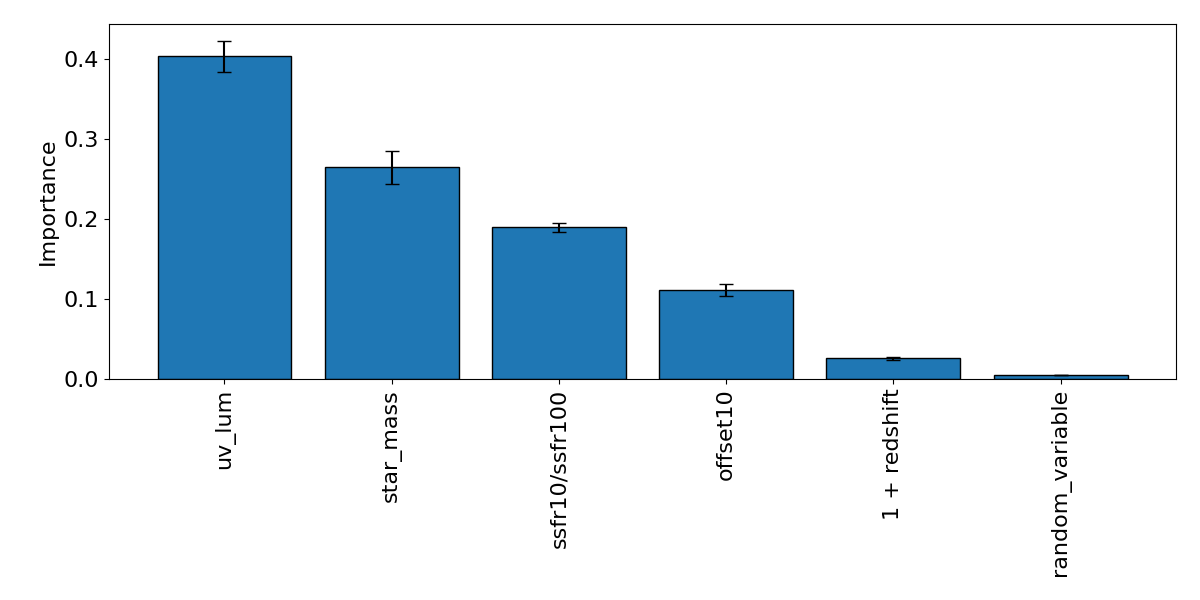 Importance
0.4
0.3
0.2
0.1
0.0
uv_lum
star_mass
ssfr10/ssfr100
offset10
1 + redshift
random_variable